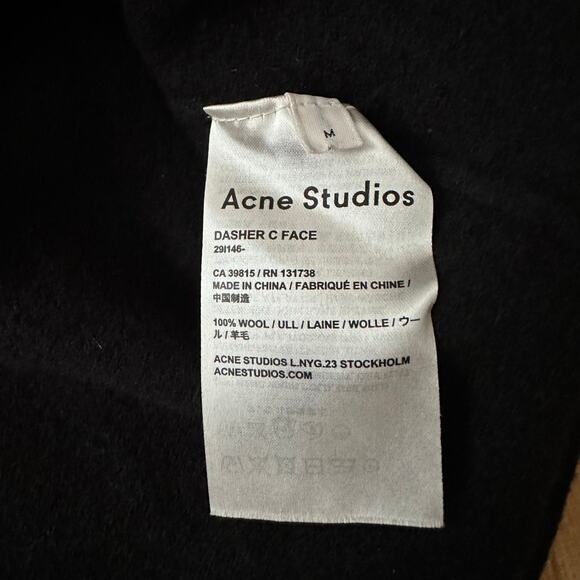 M
Acne Studios
DASHER C FACE
29I146-
CA 39815 / RN 131738
MADE IN CHINA / FABRIQUÉ EN CHINE /
中国制造
100% WOOL / ULL / LAINE / WOLLE / ウー
ル / 羊毛
ACNE STUDIOS L.NYG.23 STOCKHOLM
ACNESTUDIOS.COM